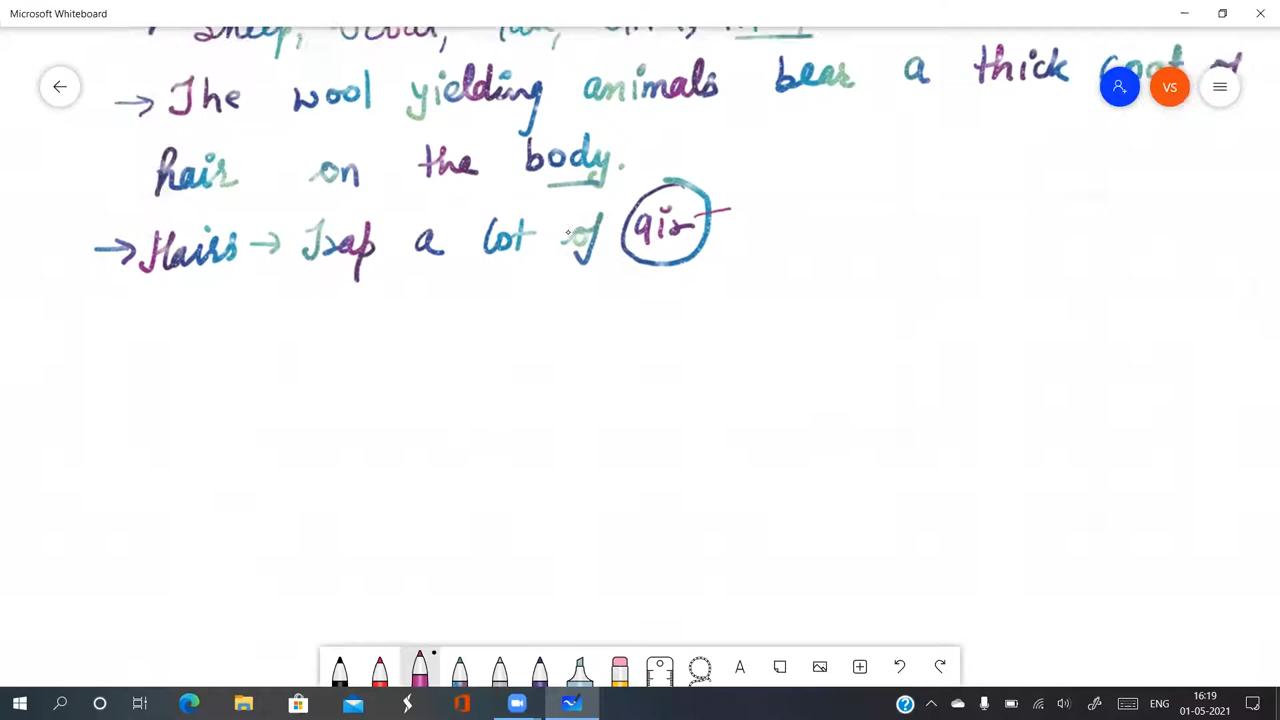 Microsoft Whiteboard
Sheep,
→ The wool yielding animals bear a thick coat of
VS
hair on the body.
→ Hairs → Trap a lot of air
A
ENG
16:19
01-05-2021